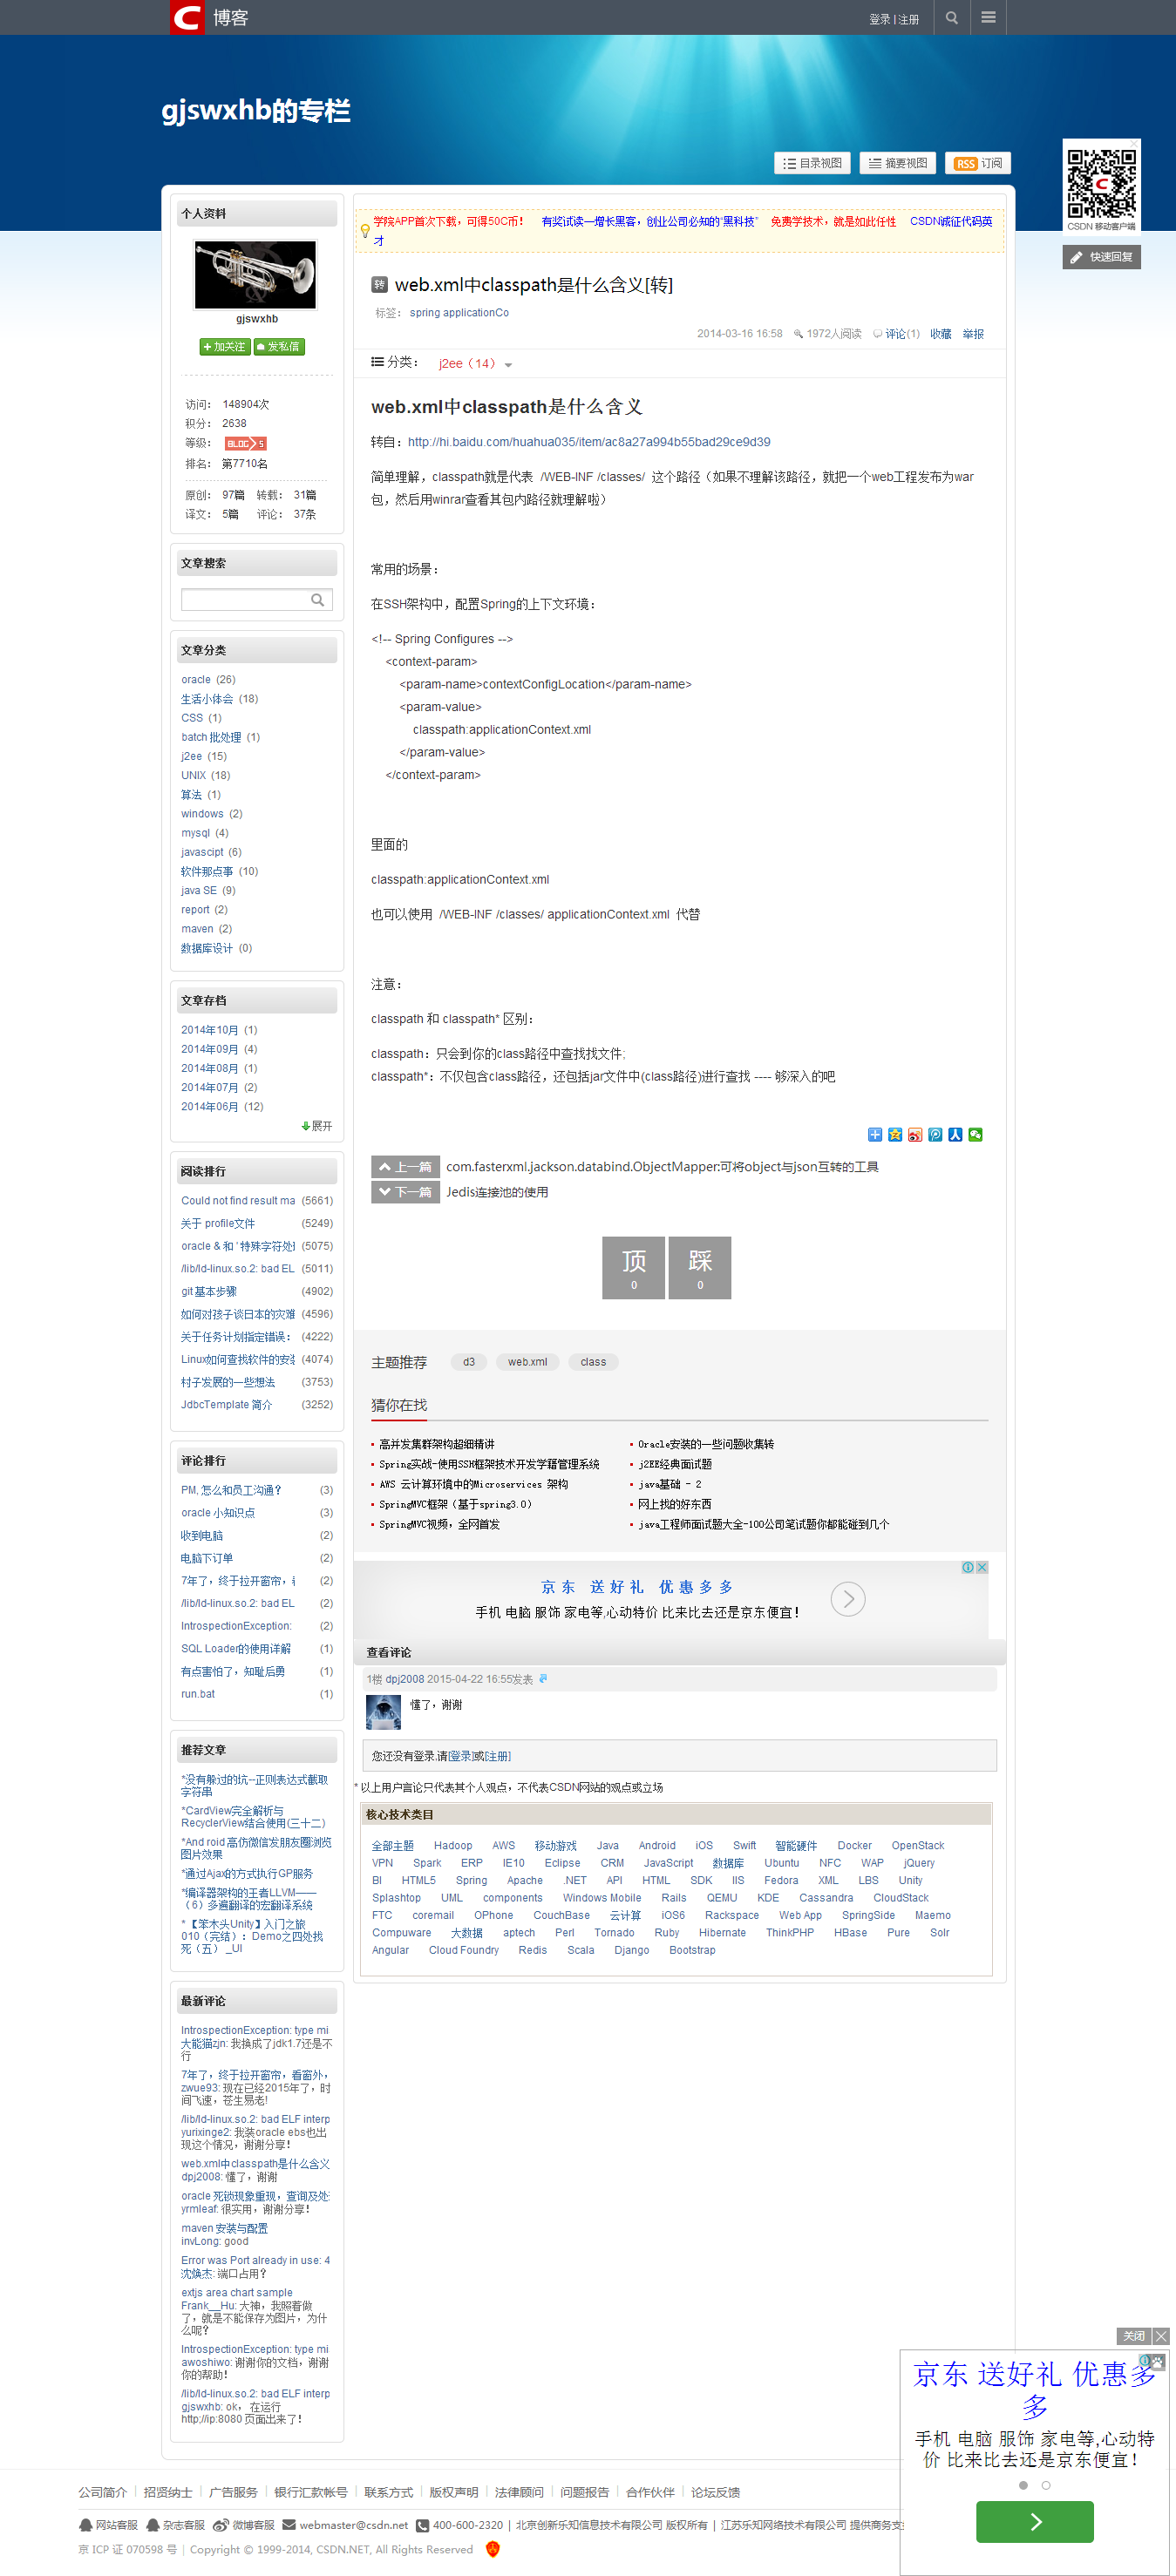 博客
登录 | 注册
gjswxhb的专栏
目录视图
摘要视图
RSS 订阅
CSDN 移动客户端
快速回复
个人资料
gjswxhb
加关注 发私信
访问： 148904次
积分： 2638
等级： BLOG 5
排名： 第7710名
原创： 97篇 转载： 31篇
译文： 5篇 评论： 37条
文章搜索
文章分类
oracle (26)
生活小体会 (18)
CSS (1)
batch 批处理 (1)
j2ee (15)
UNIX (18)
算法 (1)
windows (2)
mysql (4)
javascipt (6)
软件那点事 (10)
java SE (9)
report (2)
maven (2)
数据库设计 (0)
文章存档
2014年10月 (1)
2014年09月 (4)
2014年08月 (1)
2014年07月 (2)
2014年06月 (12)
展开
阅读排行
Could not find result ma (5661)
关于 profile文件 (5249)
oracle & 和 ' 特殊字符处 (5075)
/lib/ld-linux.so.2: bad EL (5011)
git 基本步骤 (4902)
如何对孩子谈日本的灾难 (4596)
关于任务计划指定错误： (4222)
Linux如何查找软件的安 (4074)
村子发展的一些想法 (3753)
JdbcTemplate 简介 (3252)
评论排行
PM, 怎么和员工沟通? (3)
oracle 小知识点 (3)
收到电脑 (2)
电脑下订单 (2)
7年了，终于拉开窗帘， (2)
/lib/ld-linux.so.2: bad EL (2)
IntrospectionException: (2)
SQL Loader的使用详解 (1)
有点害怕了，知耻后勇 (1)
run.bat (1)
推荐文章
*没有躲过的坑--正则表达式截取
字符串
*CardView完全解析与
RecyclerView结合使用(三十二)
*And roid 高仿微信发朋友圈浏览
图片效果
*通过Ajax的方式执行GP服务
*编译器架构的王者LLVM——
（6）多遍翻译的宏翻译系统
*【笨木头Unity】入门之旅
010（完结）：Demo之四处找
死（五） _UI
最新评论
IntrospectionException: type mi
大能猫zjn: 我换成了jdk1.7还是不
行
7年了，终于拉开窗帘，看窗外，
zwue93: 现在已经2015年了，时
间飞速，苍生易老!
/lib/ld-linux.so.2: bad ELF interp
yurixinge2: 我装oracle ebs也出
现这个情况，谢谢分享！
web.xml中classpath是什么含义
dpj2008: 懂了，谢谢
oracle 死锁现象重现，查询及处
yrmleaf: 很实用，谢谢分享！
maven 安装与配置
invLong: good
Error was Port already in use: 4
沈焕杰: 端口占用？
extjs area chart sample
Frank__Hu: 大神，我照着做
了，就是不能保存为图片，为什
么呢？
IntrospectionException: type mi
awoshiwo: 谢谢你的文档，谢谢
你的帮助！
/lib/ld-linux.so.2: bad ELF interp
gjswxhb: ok， 在运行
http;//ip:8080 页面出来了！
学院APP首次下载，可得50C币！ 有奖试读—增长黑客，创业公司必知的“黑科技” 免费学技术，就是如此任性 CSDN诚征代码英
才
转 web.xml中classpath是什么含义[转]
标签： spring applicationCo
2014-03-16 16:58 1972人阅读 评论(1) 收藏 举报
分类： j2ee（14）
web.xml中classpath是什么含义
转自：http://hi.baidu.com/huahua035/item/ac8a27a994b55bad29ce9d39
简单理解，classpath就是代表 /WEB-INF /classes/ 这个路径（如果不理解该路径，就把一个web工程发布为war
包，然后用winrar查看其包内路径就理解啦）
常用的场景：
在SSH架构中，配置Spring的上下文环境：
<!-- Spring Configures -->
<context-param>
<param-name>contextConfigLocation</param-name>
<param-value>
classpath:applicationContext.xml
</param-value>
</context-param>
里面的
classpath:applicationContext.xml
也可以使用 /WEB-INF /classes/ applicationContext.xml 代替
注意：
classpath 和 classpath* 区别：
classpath：只会到你的class路径中查找找文件;
classpath*：不仅包含class路径，还包括jar文件中(class路径)进行查找 ---- 够深入的吧
上一篇 com.fasterxml.jackson.databind.ObjectMapper:可将object与json互转的工具
下一篇 Jedis连接池的使用
顶 踩
0 0
主题推荐 d3 web.xml class
猜你在找
高并发集群架构超细精讲
Spring实战-使用SSH框架技术开发学籍管理系统
AWS 云计算环境中的Microservices 架构
SpringMVC框架（基于spring3.0）
SpringMVC视频，全网首发
Oracle安装的一些问题收集转
j2EE经典面试题
java基础 - 2
网上找的好东西
java工程师面试题大全-100公司笔试题你都能碰到几个
京东 送好礼 优惠多多
手机 电脑 服饰 家电等,心动特价 比来比去还是京东便宜！
查看评论
1楼 dpj2008 2015-04-22 16:55发表
懂了，谢谢
您还没有登录,请[登录]或[注册]
* 以上用户言论只代表其个人观点，不代表CSDN网站的观点或立场
核心技术类目
全部主题 Hadoop AWS 移动游戏 Java Android iOS Swift 智能硬件 Docker OpenStack
VPN Spark ERP IE10 Eclipse CRM JavaScript 数据库 Ubuntu NFC WAP jQuery
BI HTML5 Spring Apache .NET API HTML SDK IIS Fedora XML LBS Unity
Splashtop UML components Windows Mobile Rails QEMU KDE Cassandra CloudStack
FTC coremail OPhone CouchBase 云计算 iOS6 Rackspace Web App SpringSide Maemo
Compuware 大数据 aptech Perl Tornado Ruby Hibernate ThinkPHP HBase Pure Solr
Angular Cloud Foundry Redis Scala Django Bootstrap
关闭
京东 送好礼 优惠多
多
手机 电脑 服饰 家电等,心动特
价 比来比去还是京东便宜！
公司简介 | 招贤纳士 | 广告服务 | 银行汇款帐号 | 联系方式 | 版权声明 | 法律顾问 | 问题报告 | 合作伙伴 | 论坛反馈
网站客服 杂志客服 微博客服 webmaster@csdn.net 400-600-2320 | 北京创新乐知信息技术有限公司 版权所有 | 江苏乐知网络技术有限公司 提供商务支
京 ICP 证 070598 号 | Copyright © 1999-2014, CSDN.NET, All Rights Reserved